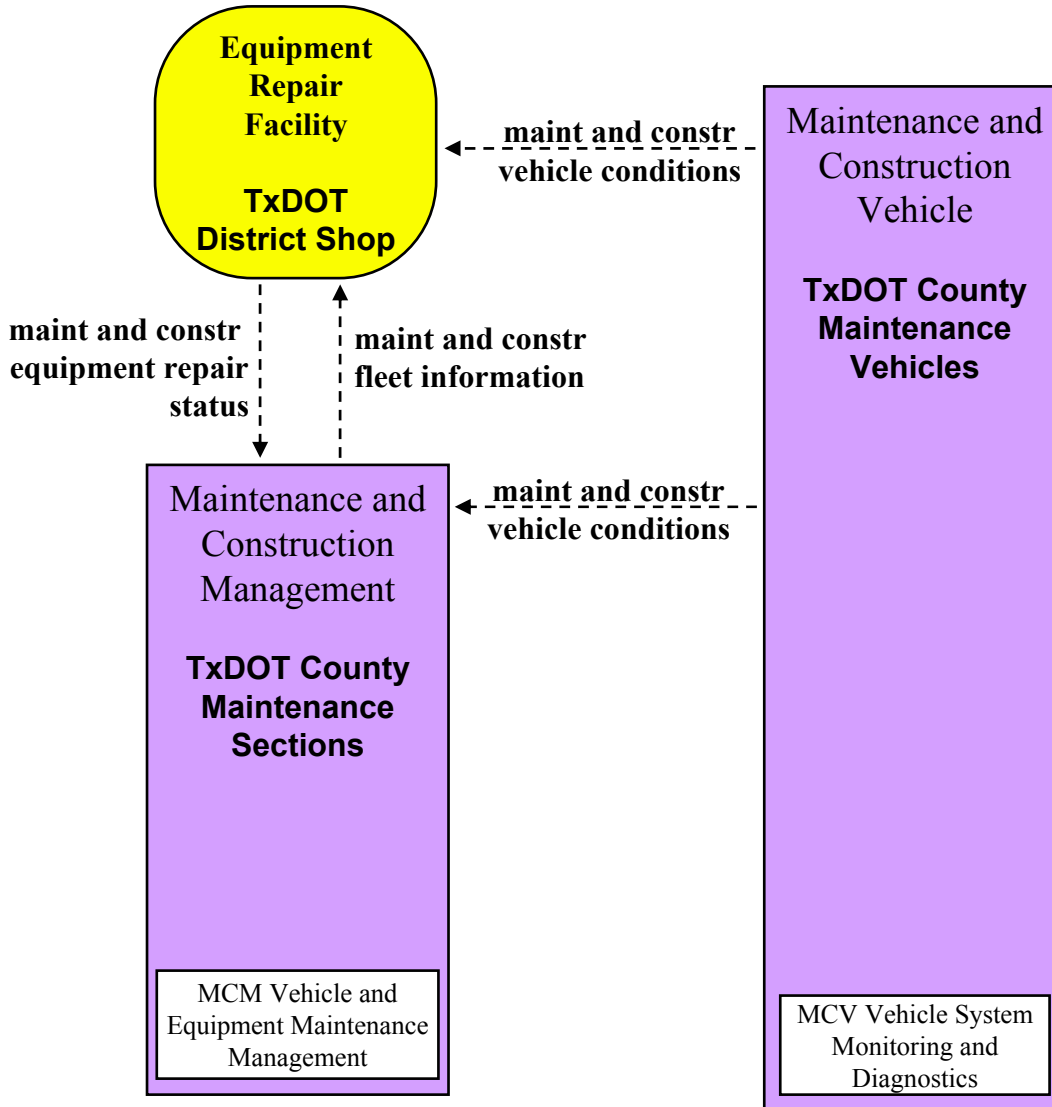 Equipment
Repair
Facility
TxDOT
District Shop
maint and constr
vehicle conditions
Maintenance and
Construction
Vehicle
TxDOT County
Maintenance
Vehicles
maint and constr
equipment repair
status
maint and constr
fleet information
Maintenance and
Construction
Management
TxDOT County
Maintenance
Sections
maint and constr
vehicle conditions
MCM Vehicle and
Equipment Maintenance
Management
MCV Vehicle System
Monitoring and
Diagnostics